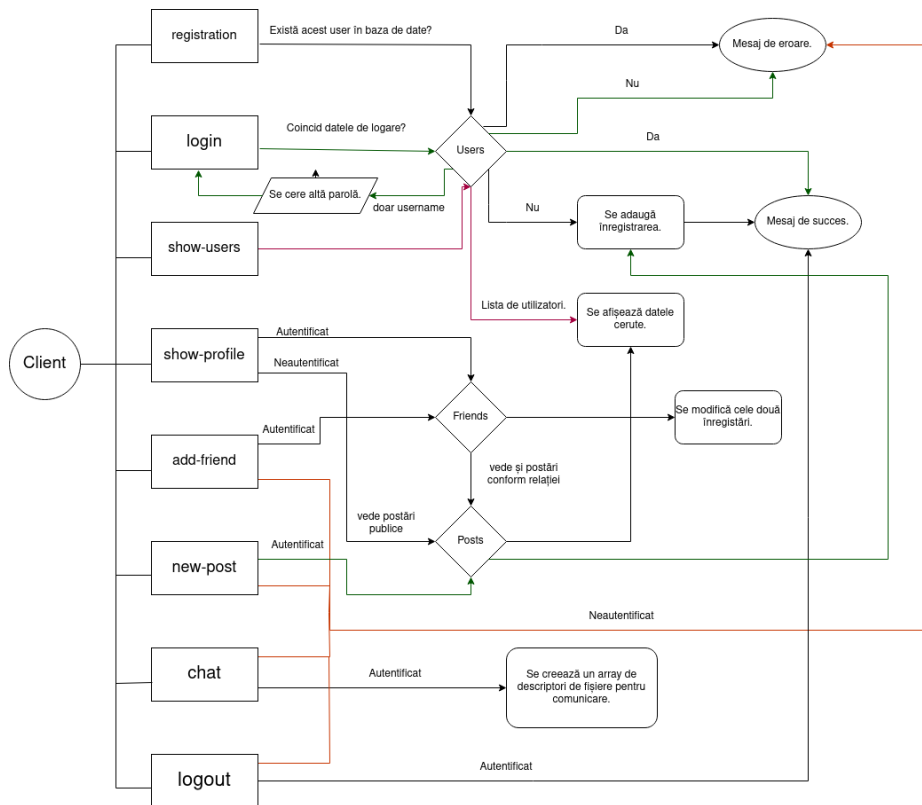 registration
Există acest user în baza de date?
Da
Mesaj de eroare.
Nu
login
Coincid datele de logare?
Users
Da
Se cere altă parolă.
doar username
Nu
Se adaugă
înregistrarea.
Mesaj de succes.
show-users
Lista de utilizatori.
Se afișează datele
cerute.
Client
show-profile
Autentificat
Neautentificat
Friends
Se modifică cele două
înregistări.
add-friend
Autentificat
vede și postări
conform relației
vede postări
publice
Posts
new-post
Autentificat
Neautentificat
chat
Autentificat
Se creează un array de
descriptori de fișiere pentru
comunicare.
logout
Autentificat